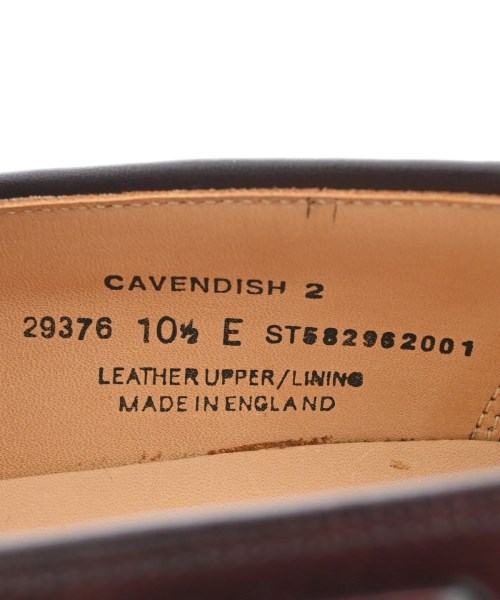 CAVENDISH 2
29376 10½ E ST582962001
LEATHER UPPER/LINING
MADE IN ENGLAND